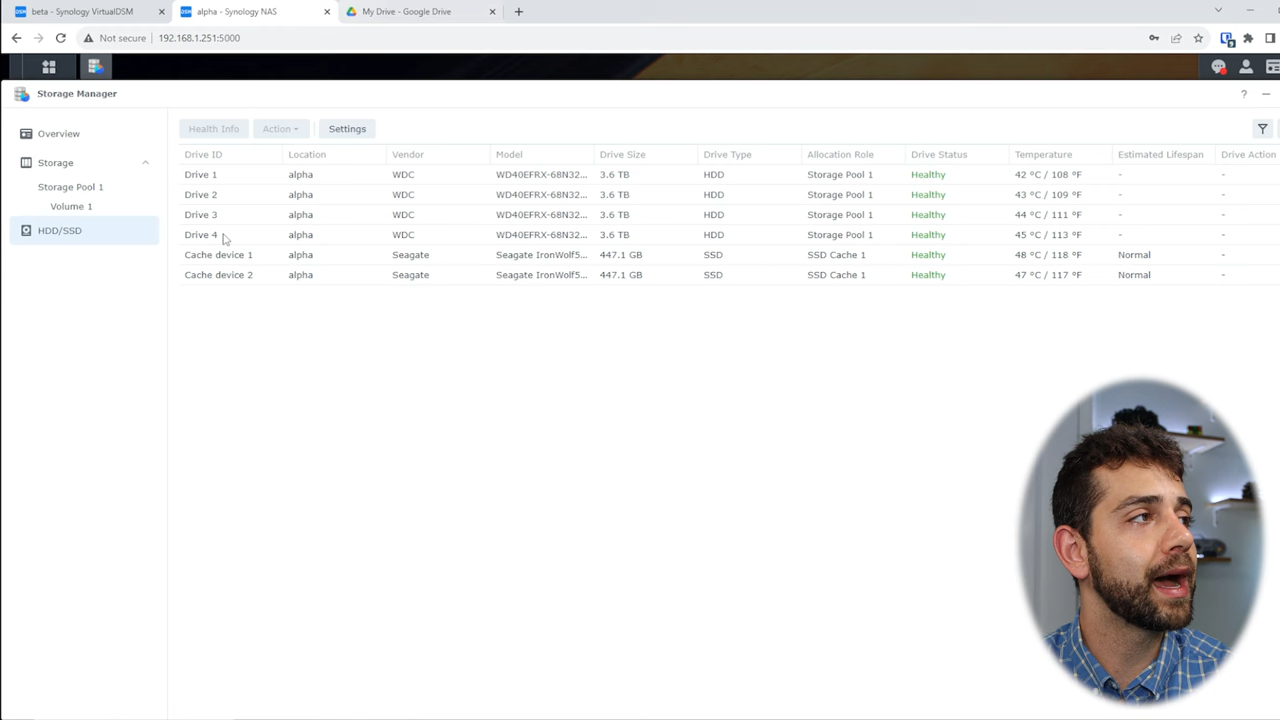 beta - Synology VirtualDSM
alpha - Synology NAS
My Drive - Google Drive
Not secure 192.168.1.251:5000
Storage Manager
Overview
Storage
Storage Pool 1
Volume 1
HDD/SSD
Health Info Action Settings
Drive ID Location Vendor Model Drive Size Drive Type Allocation Role Drive Status Temperature Estimated Lifespan Drive Action
Drive 1 alpha WDC WD40EFRX-68N32... 3.6 TB HDD Storage Pool 1 Healthy 42 °C / 108 °F - -
Drive 2 alpha WDC WD40EFRX-68N32... 3.6 TB HDD Storage Pool 1 Healthy 43 °C / 109 °F - -
Drive 3 alpha WDC WD40EFRX-68N32... 3.6 TB HDD Storage Pool 1 Healthy 44 °C / 111 °F - -
Drive 4 alpha WDC WD40EFRX-68N32... 3.6 TB HDD Storage Pool 1 Healthy 45 °C / 113 °F - -
Cache device 1 alpha Seagate Seagate IronWolf5... 447.1 GB SSD SSD Cache 1 Healthy 48 °C / 118 °F Normal -
Cache device 2 alpha Seagate Seagate IronWolf5... 447.1 GB SSD SSD Cache 1 Healthy 47 °C / 117 °F Normal -